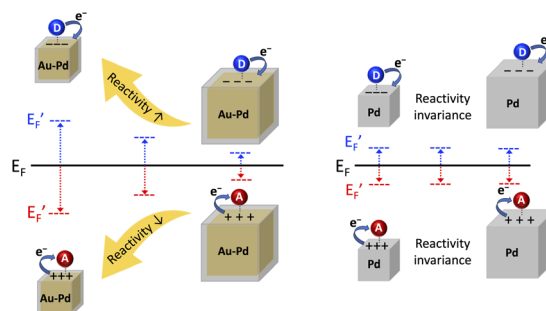 D e⁻
– – –
Au-Pd
Reactivity ↗
D e⁻
– – –
Au-Pd
E_F'
E_F
E_F'
e⁻ A
+ + +
Au-Pd
Reactivity ↘
e⁻ A
+++
Au-Pd
D e⁻
– – –
Pd
Reactivity
invariance
D e
– – –
Pd
E_F'
E_F
E_F'
e⁻ A
+++
Pd
Reactivity
invariance
e⁻ A
+ + +
Pd